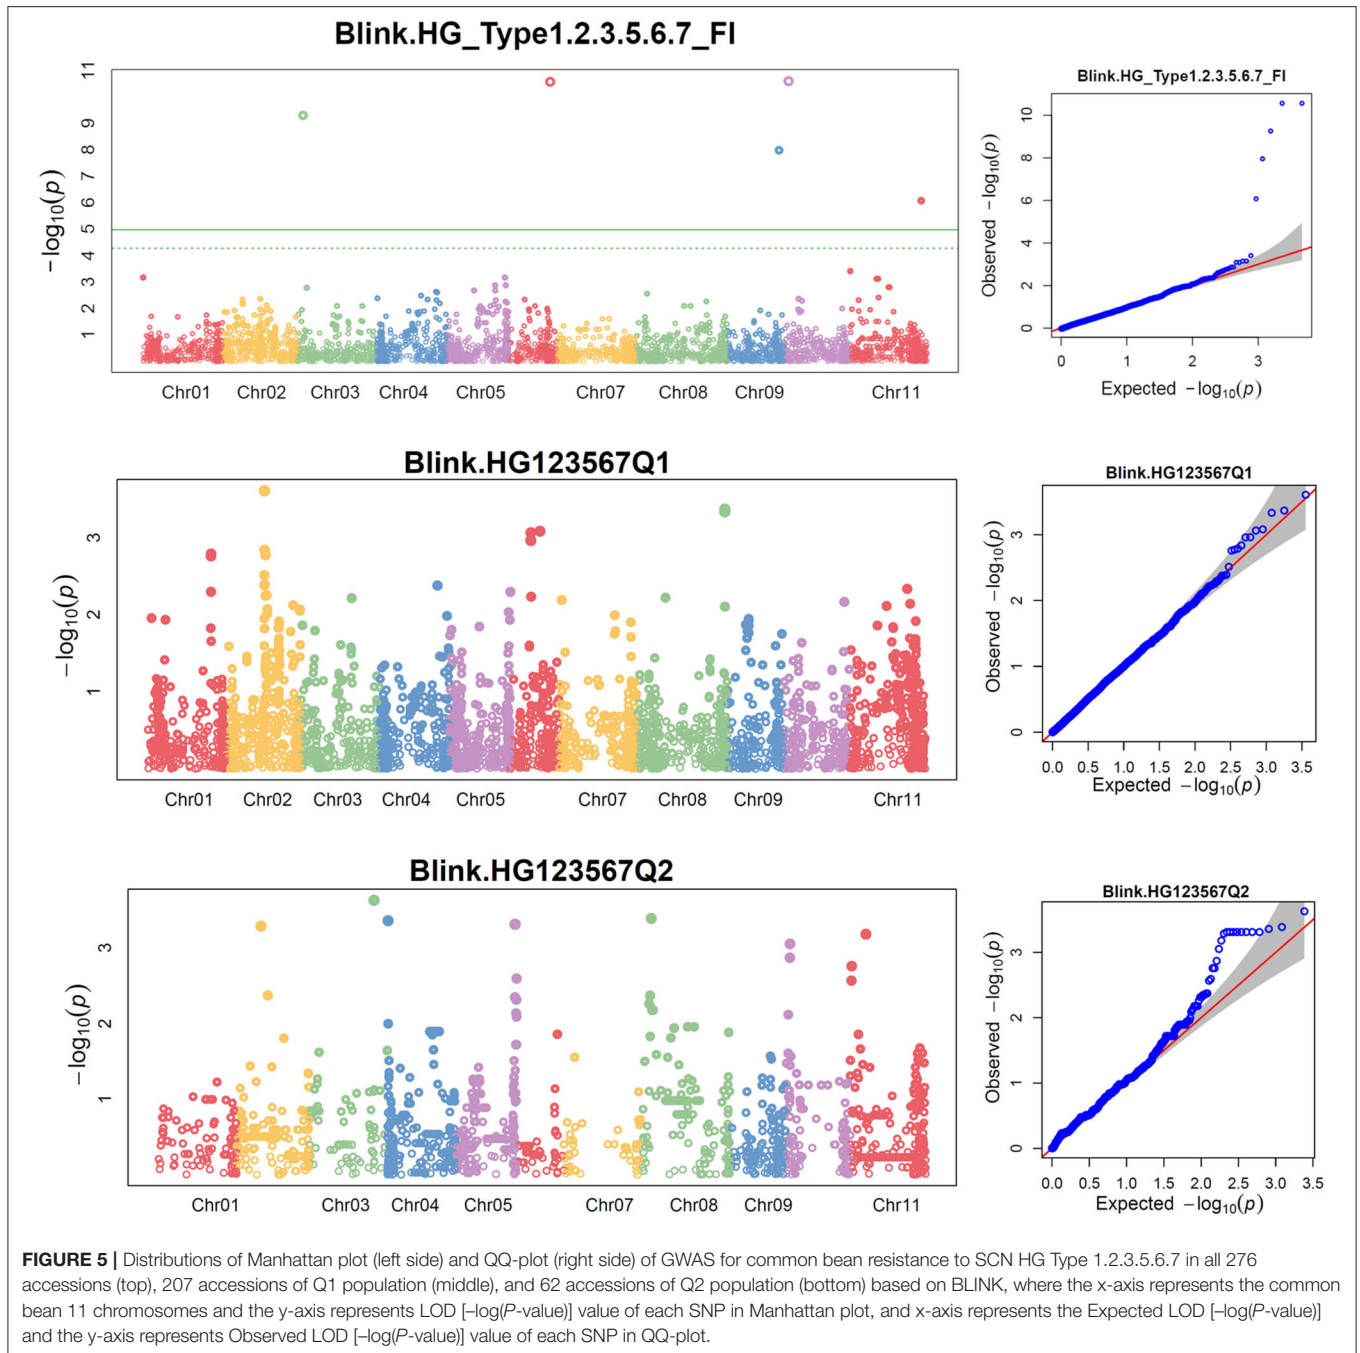 Blink.HG_Type1.2.3.5.6.7_FI
11
9
8
7
6
5
4
3
2
1
−log10(p)
Chr01 Chr02 Chr03 Chr04 Chr05 Chr07 Chr08 Chr09 Chr11
Blink.HG_Type1.2.3.5.6.7_FI
10
8
6
4
2
0
Observed −log10(p)
0 1 2 3
Expected −log10(p)
Blink.HG123567Q1
3
2
1
−log10(p)
Chr01 Chr02 Chr03 Chr04 Chr05 Chr07 Chr08 Chr09 Chr11
Blink.HG123567Q1
3
2
1
0
Observed −log10(p)
0.0 0.5 1.0 1.5 2.0 2.5 3.0 3.5
Expected −log10(p)
Blink.HG123567Q2
3
2
1
−log10(p)
Chr01 Chr03 Chr04 Chr05 Chr07 Chr08 Chr09 Chr11
Blink.HG123567Q2
3
2
1
0
Observed −log10(p)
0.0 0.5 1.0 1.5 2.0 2.5 3.0 3.5
Expected −log10(p)
FIGURE 5 | Distributions of Manhattan plot (left side) and QQ-plot (right side) of GWAS for common bean resistance to SCN HG Type 1.2.3.5.6.7 in all 276
accessions (top), 207 accessions of Q1 population (middle), and 62 accessions of Q2 population (bottom) based on BLINK, where the x-axis represents the common
bean 11 chromosomes and the y-axis represents LOD [–log(P-value)] value of each SNP in Manhattan plot, and x-axis represents the Expected LOD [–log(P-value)]
and the y-axis represents Observed LOD [–log(P-value)] value of each SNP in QQ-plot.